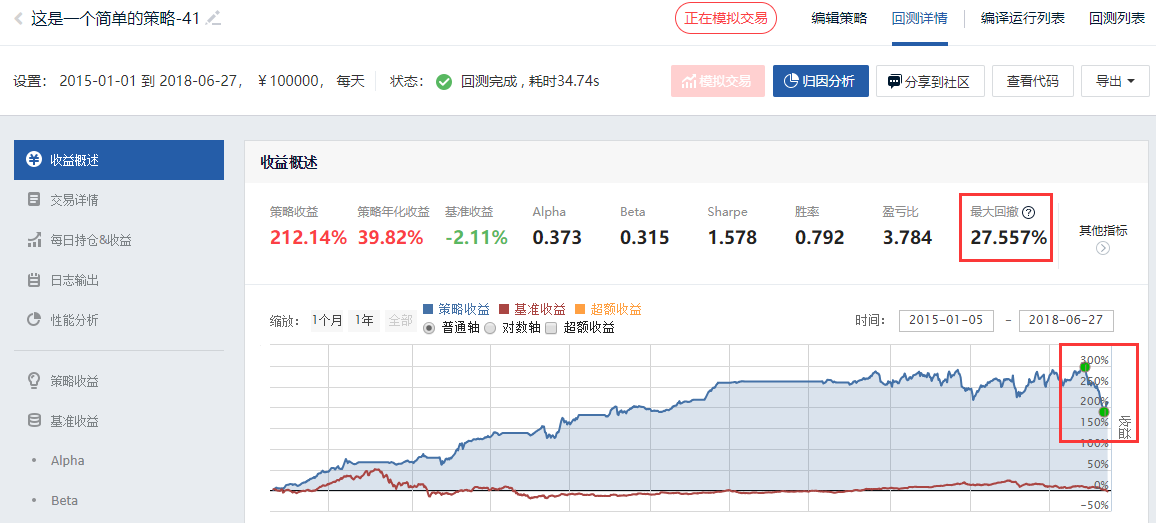 这是一个简单的策略-41
正在模拟交易 编辑策略 回测详情 编译运行列表 回测列表
设置： 2015-01-01 到 2018-06-27， ￥100000， 每天 状态： 回测完成 , 耗时34.74s
模拟交易 归因分析 分享到社区 查看代码 导出
收益概述
交易详情
每日持仓&收益
日志输出
性能分析
策略收益
基准收益
• Alpha
• Beta
收益概述
策略收益 策略年化收益 基准收益 Alpha Beta Sharpe 胜率 盈亏比 最大回撤 ?
212.14% 39.82% -2.11% 0.373 0.315 1.578 0.792 3.784 27.557%
其他指标
缩放： 1个月 1年 全部
策略收益 基准收益 超额收益
普通轴 对数轴 超额收益
时间： 2015-01-05 - 2018-06-27
300%
250%
200%
150%
100%
50%
0%
-50%
收益